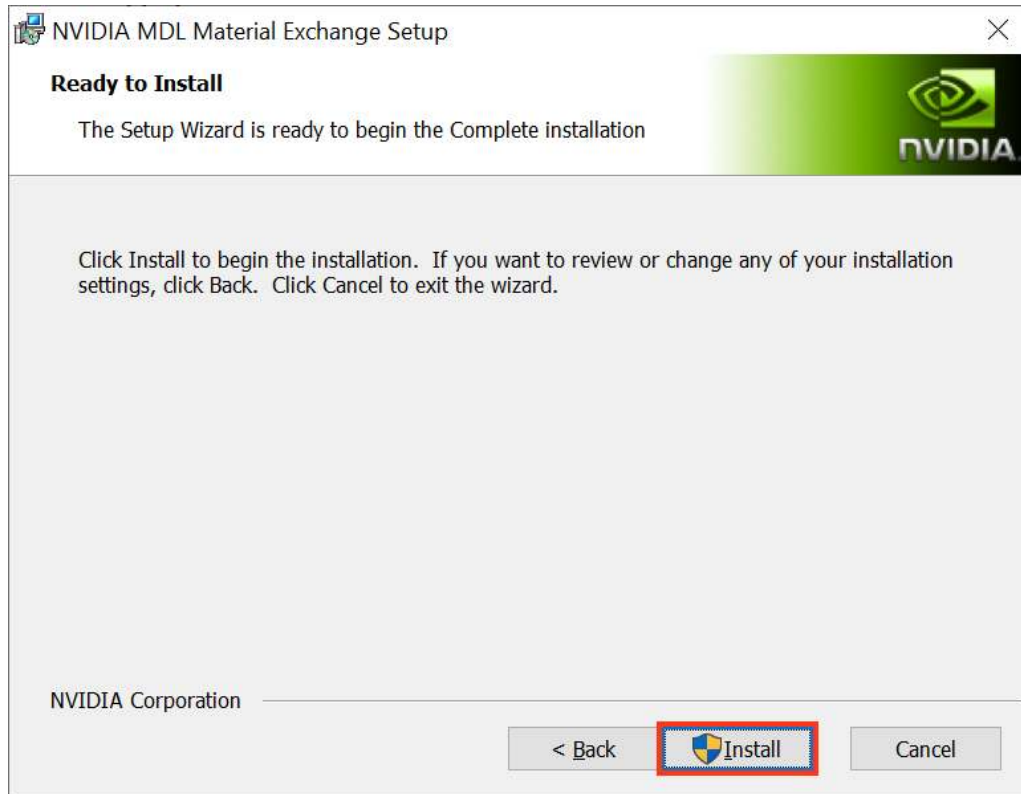 NVIDIA MDL Material Exchange Setup
Ready to Install
The Setup Wizard is ready to begin the Complete installation
NVIDIA.
Click Install to begin the installation. If you want to review or change any of your installation
settings, click Back. Click Cancel to exit the wizard.
NVIDIA Corporation
< Back
Install
Cancel